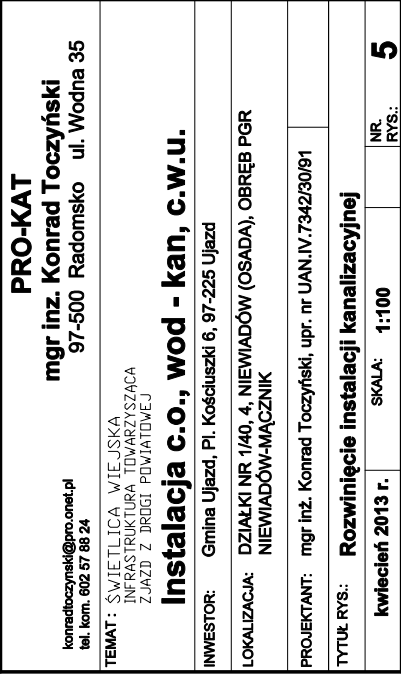 PRO-KAT
mgr inż. Konrad Toczyński
97-500 Radomsko ul. Wodna 35
konradtoczynski@pro.onet.pl
tel. kom. 602 57 88 24
TEMAT: ŚWIETLICA WIEJSKA
INFRASTRUKTURA TOWARZYSZĄCA
ZJAZD Z DROGI POWIATOWEJ
Instalacja c.o., wod - kan, c.w.u.
INWESTOR: Gmina Ujazd, Pl. Kościuszki 6, 97-225 Ujazd
LOKALIZACJA: DZIAŁKI NR 1/40, 4, NIEWIADÓW (OSADA), OBRĘB PGR
NIEWIADÓW-MĄCZNIK
PROJEKTANT: mgr inż. Konrad Toczyński, upr. nr UAN.IV.7342/30/91
TYTUŁ RYS.: Rozwinięcie instalacji kanalizacyjnej
kwiecień 2013 r. SKALA: 1:100 NR. RYS.: 5